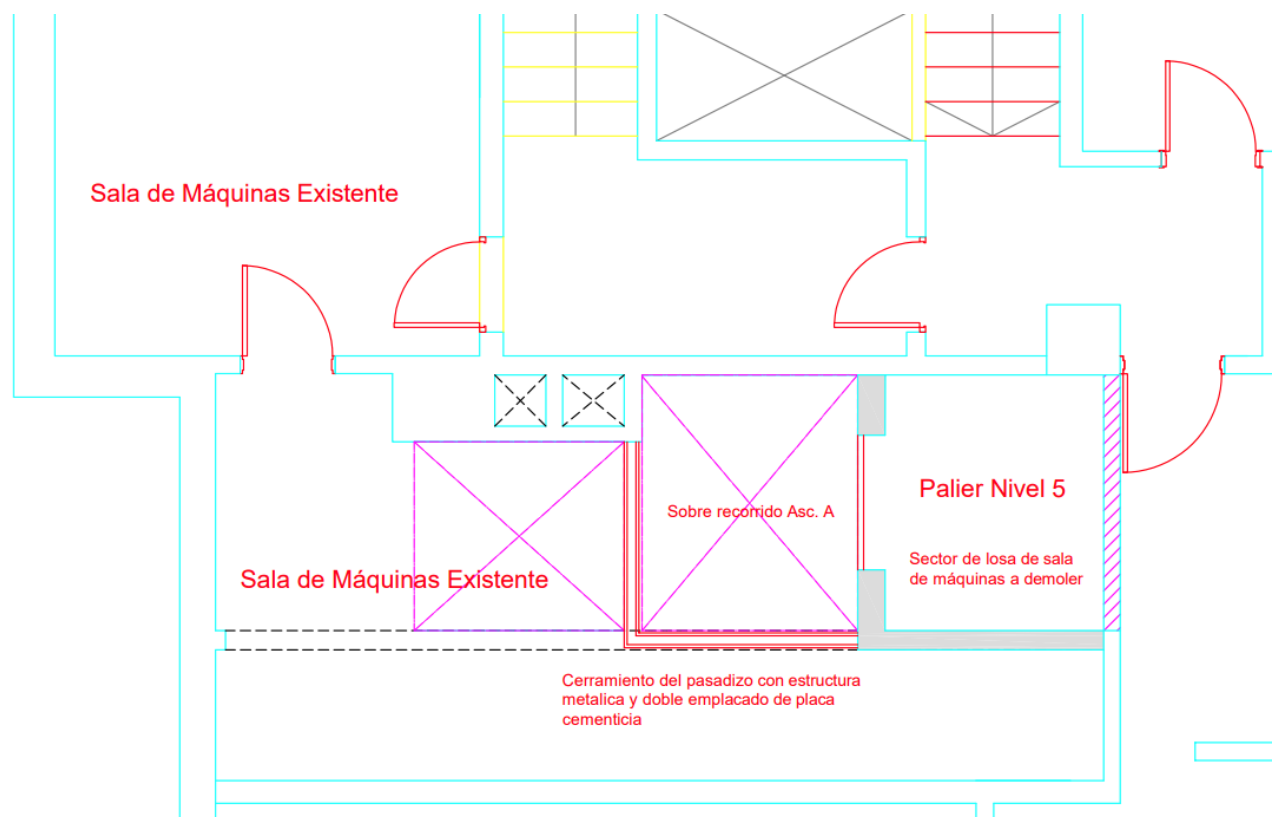 Sala de Máquinas Existente
Palier Nivel 5
Sobre recorrido Asc. A
Sector de losa de sala
de máquinas a demoler
Sala de Máquinas Existente
Cerramiento del pasadizo con estructura
metalica y doble emplacado de placa
cementicia